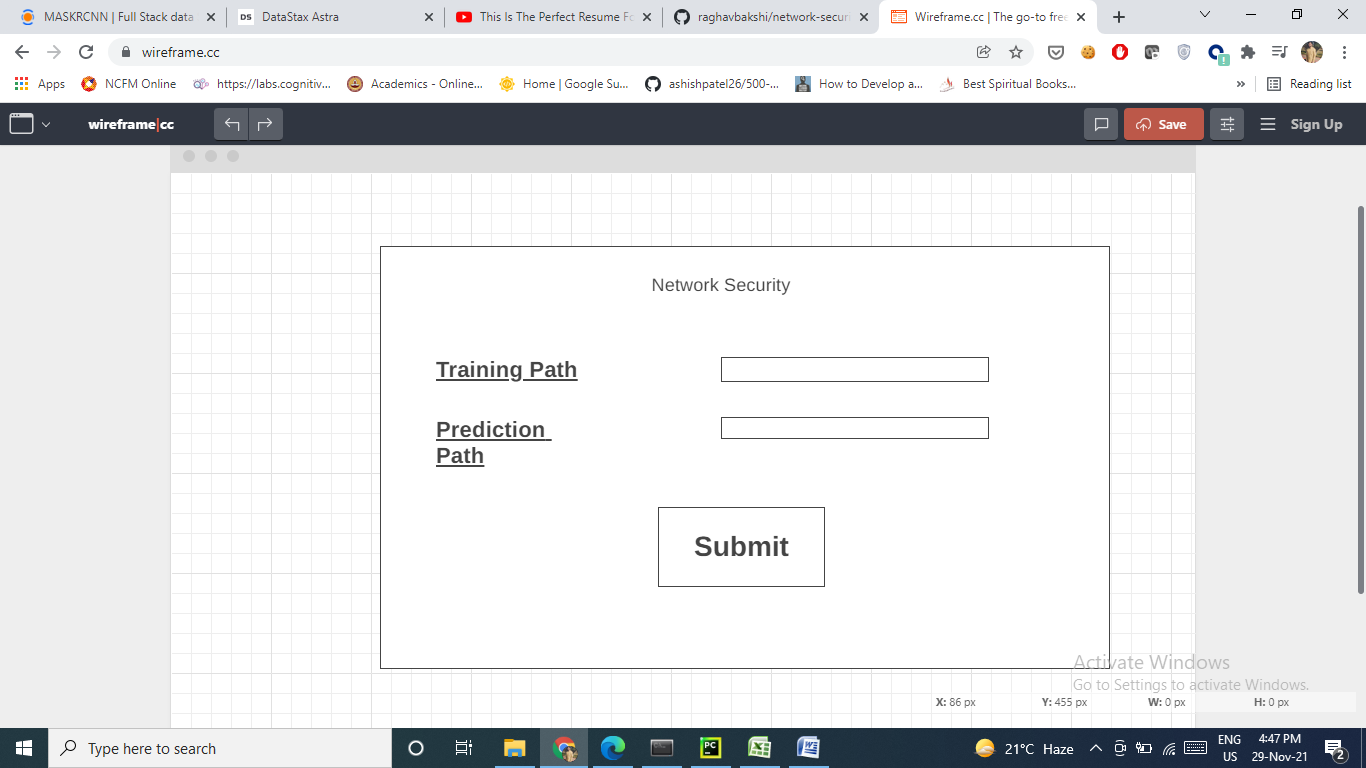 MASKRCNN | Full Stack data
DataStax Astra
This Is The Perfect Resume Fo
raghavbakshi/network-securi
Wireframe.cc | The go-to free
DS
wireframe.cc
Apps
NCFM Online
https://labs.cognitiv...
Academics - Online...
Home | Google Su...
ashishpatel26/500-...
How to Develop a...
Best Spiritual Books...
»
Reading list
wireframe|cc
Save
Sign Up
Network Security
Training Path
Prediction
Path
Submit
Activate Windows
Go to Settings to activate Windows.
X: 86 px
Y: 455 px
W: 0 px
H: 0 px
Type here to search
PC
21°C Haze
ENG
US
4:47 PM
29-Nov-21
2